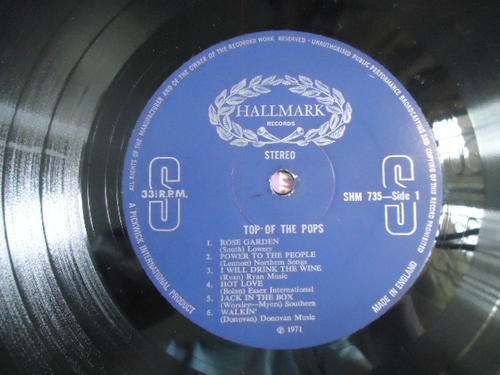 ALL RIGHTS OF THE MANUFACTURER AND OF THE OWNER OF THE RECORDED WORK RESERVED · UNAUTHORISED PUBLIC PERFORMANCE BROADCASTING AND COPYING OF THIS RECORD PROHIBITED
HALLMARK
RECORDS
STEREO
S S
33⅓ R.P.M. SHM 735—Side 1
TOP OF THE POPS
1. ROSE GARDEN
(South) Lowery
2. POWER TO THE PEOPLE
(Lennon) Northern Songs
3. I WILL DRINK THE WINE
(Ryan) Ryan Music
4. HOT LOVE
(Bolan) Essex International
5. JACK IN THE BOX
(Worsley—Myers) Southern
6. WALKIN'
(Donovan) Donovan Music
℗ 1971
A PICKWICK INTERNATIONAL PRODUCT
MADE IN ENGLAND